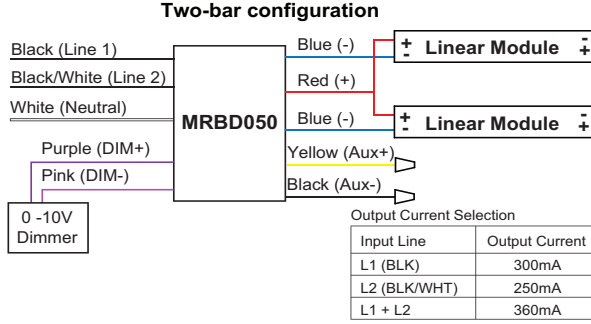 Two-bar configuration
Black (Line 1)
Black/White (Line 2)
White (Neutral)
Purple (DIM+)
Pink (DIM-)
0 -10V
Dimmer
MRBD050
Blue (-)
Red (+)
Blue (-)
Yellow (Aux+)
Black (Aux-)
+ - Linear Module - +
+ - Linear Module - +
Output Current Selection
Input Line Output Current
L1 (BLK) 300mA
L2 (BLK/WHT) 250mA
L1 + L2 360mA